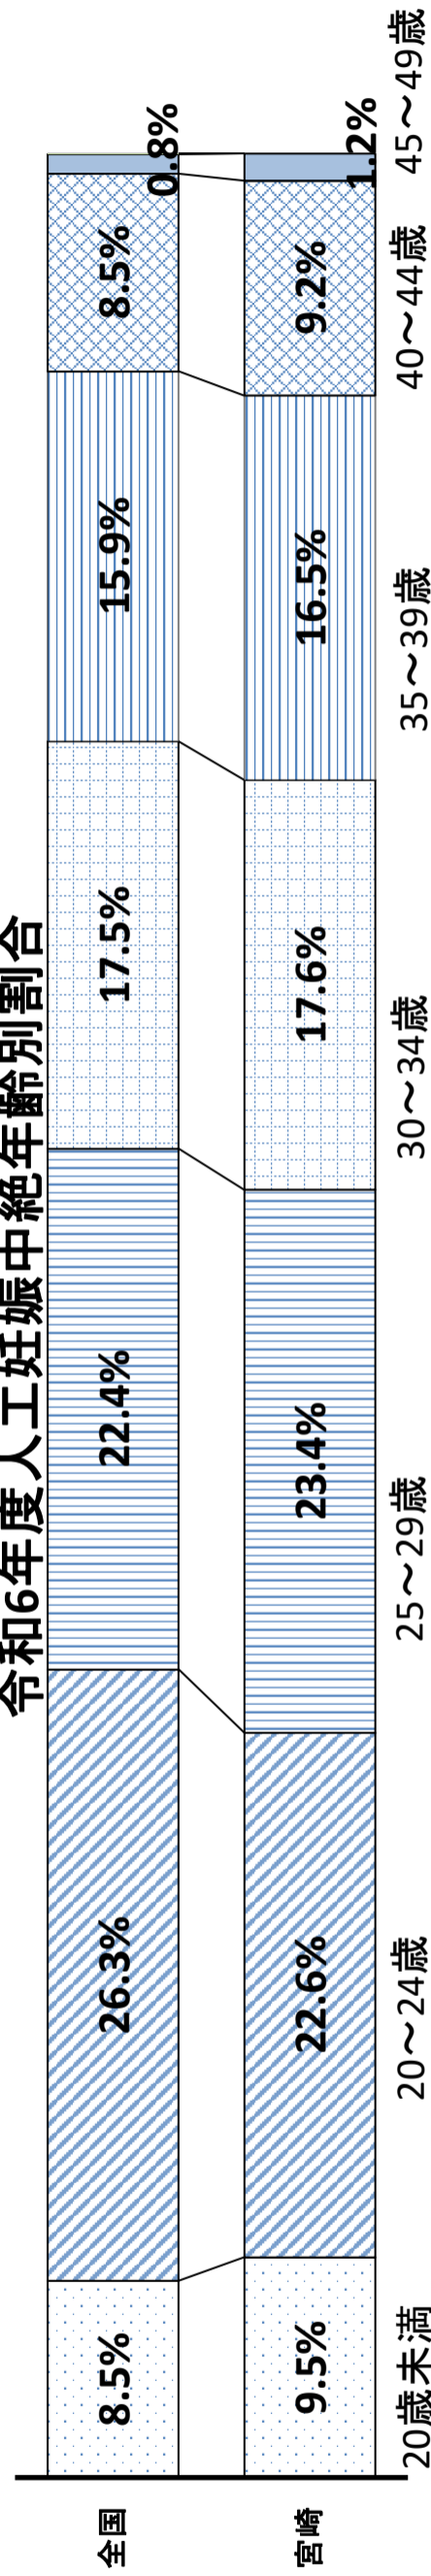 令和6年度人工妊娠中絶年齢別割合
全国 8.5% 26.3% 22.4% 17.5% 15.9% 8.5% 0.8%
宮崎 9.5% 22.6% 23.4% 17.6% 16.5% 9.2% 1.2%
20歳未満 20～24歳 25～29歳 30～34歳 35～39歳 40～44歳 45～49歳